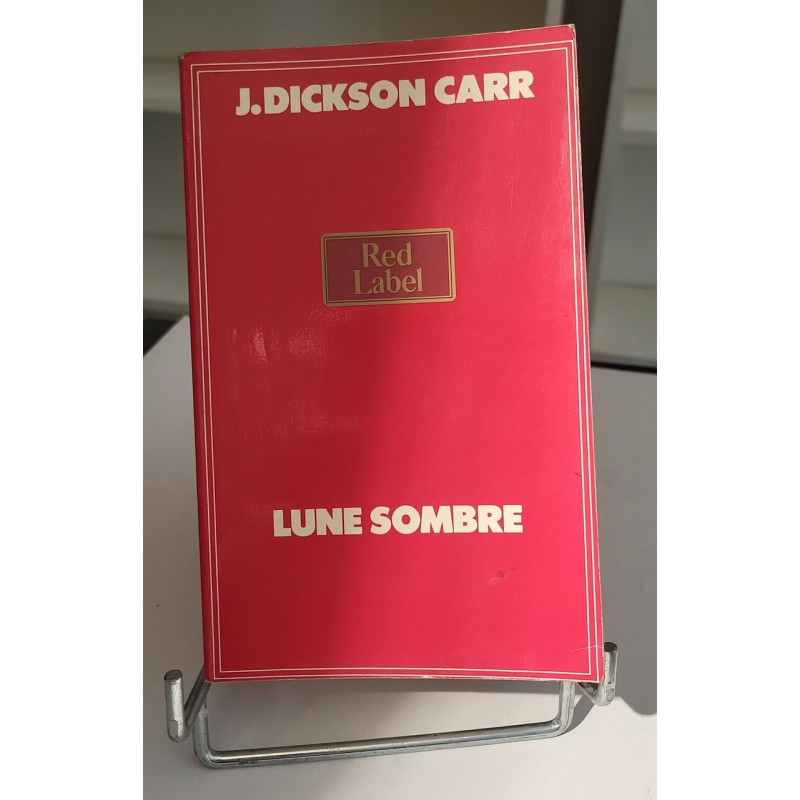 J.DICKSON CARR
Red
Label
LUNE SOMBRE